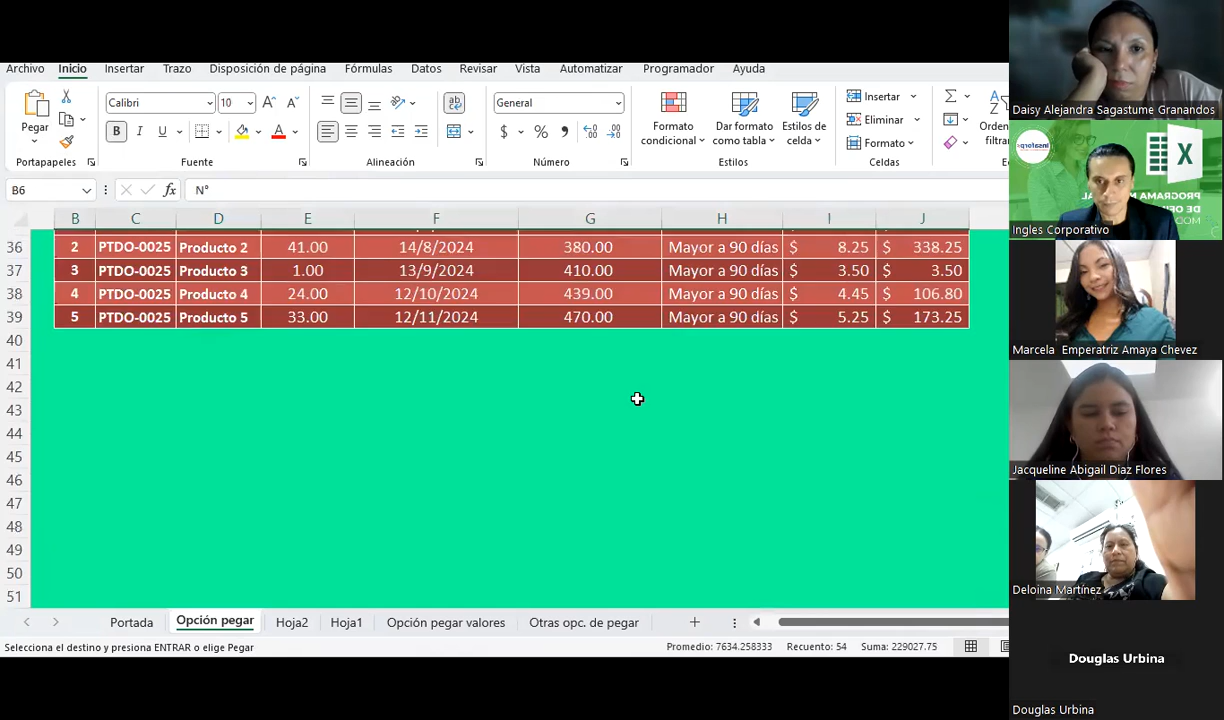 Archivo Inicio Insertar Trazo Disposición de página Fórmulas Datos Revisar Vista Automatizar Programador Ayuda
Pegar
Calibri 10
N K S
ab
General
$ % 000
Formato condicional
Dar formato como tabla
Estilos de celda
Insertar
Eliminar
Formato
Portapapeles Fuente Alineación Número Estilos Celdas
B6 fx N°
B C D E F G H I J
36 2 PTDO-0025 Producto 2 41.00 14/8/2024 380.00 Mayor a 90 días $ 8.25 $ 338.25
37 3 PTDO-0025 Producto 3 1.00 13/9/2024 410.00 Mayor a 90 días $ 3.50 $ 3.50
38 4 PTDO-0025 Producto 4 24.00 12/10/2024 439.00 Mayor a 90 días $ 4.45 $ 106.80
39 5 PTDO-0025 Producto 5 33.00 12/11/2024 470.00 Mayor a 90 días $ 5.25 $ 173.25
40
41
42
43
44
45
46
47
48
49
50
51
Portada Opción pegar Hoja2 Hoja1 Opción pegar valores Otras opc. de pegar
Selecciona el destino y presiona ENTRAR o elige Pegar Promedio: 7634.258333 Recuento: 54 Suma: 229027.75
Daisy Alejandra Sagastume Granandos
Ingles Corporativo
Marcela Emperatriz Amaya Chevez
Jacqueline Abigail Diaz Flores
Deloina Martínez
Douglas Urbina
Douglas Urbina